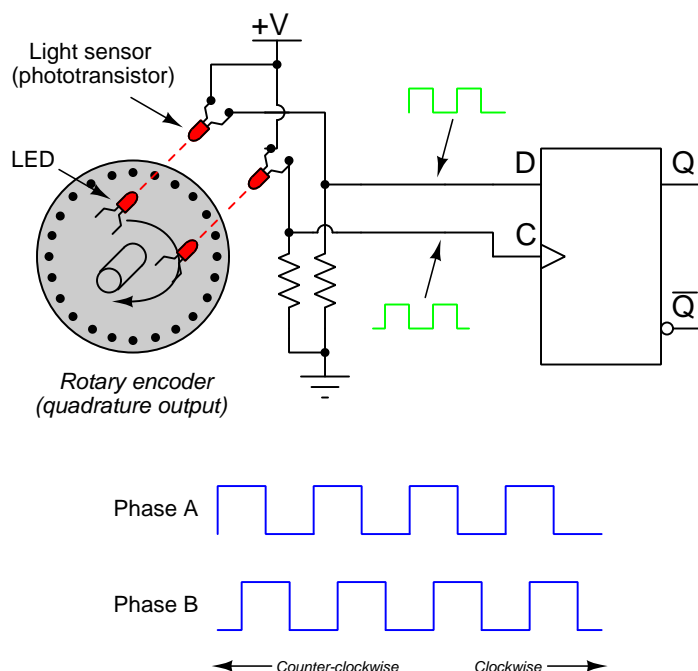 +V
Light sensor
(phototransistor)
LED
D
Q
C
Q
Rotary encoder
(quadrature output)
Phase A
Phase B
Counter-clockwise
Clockwise